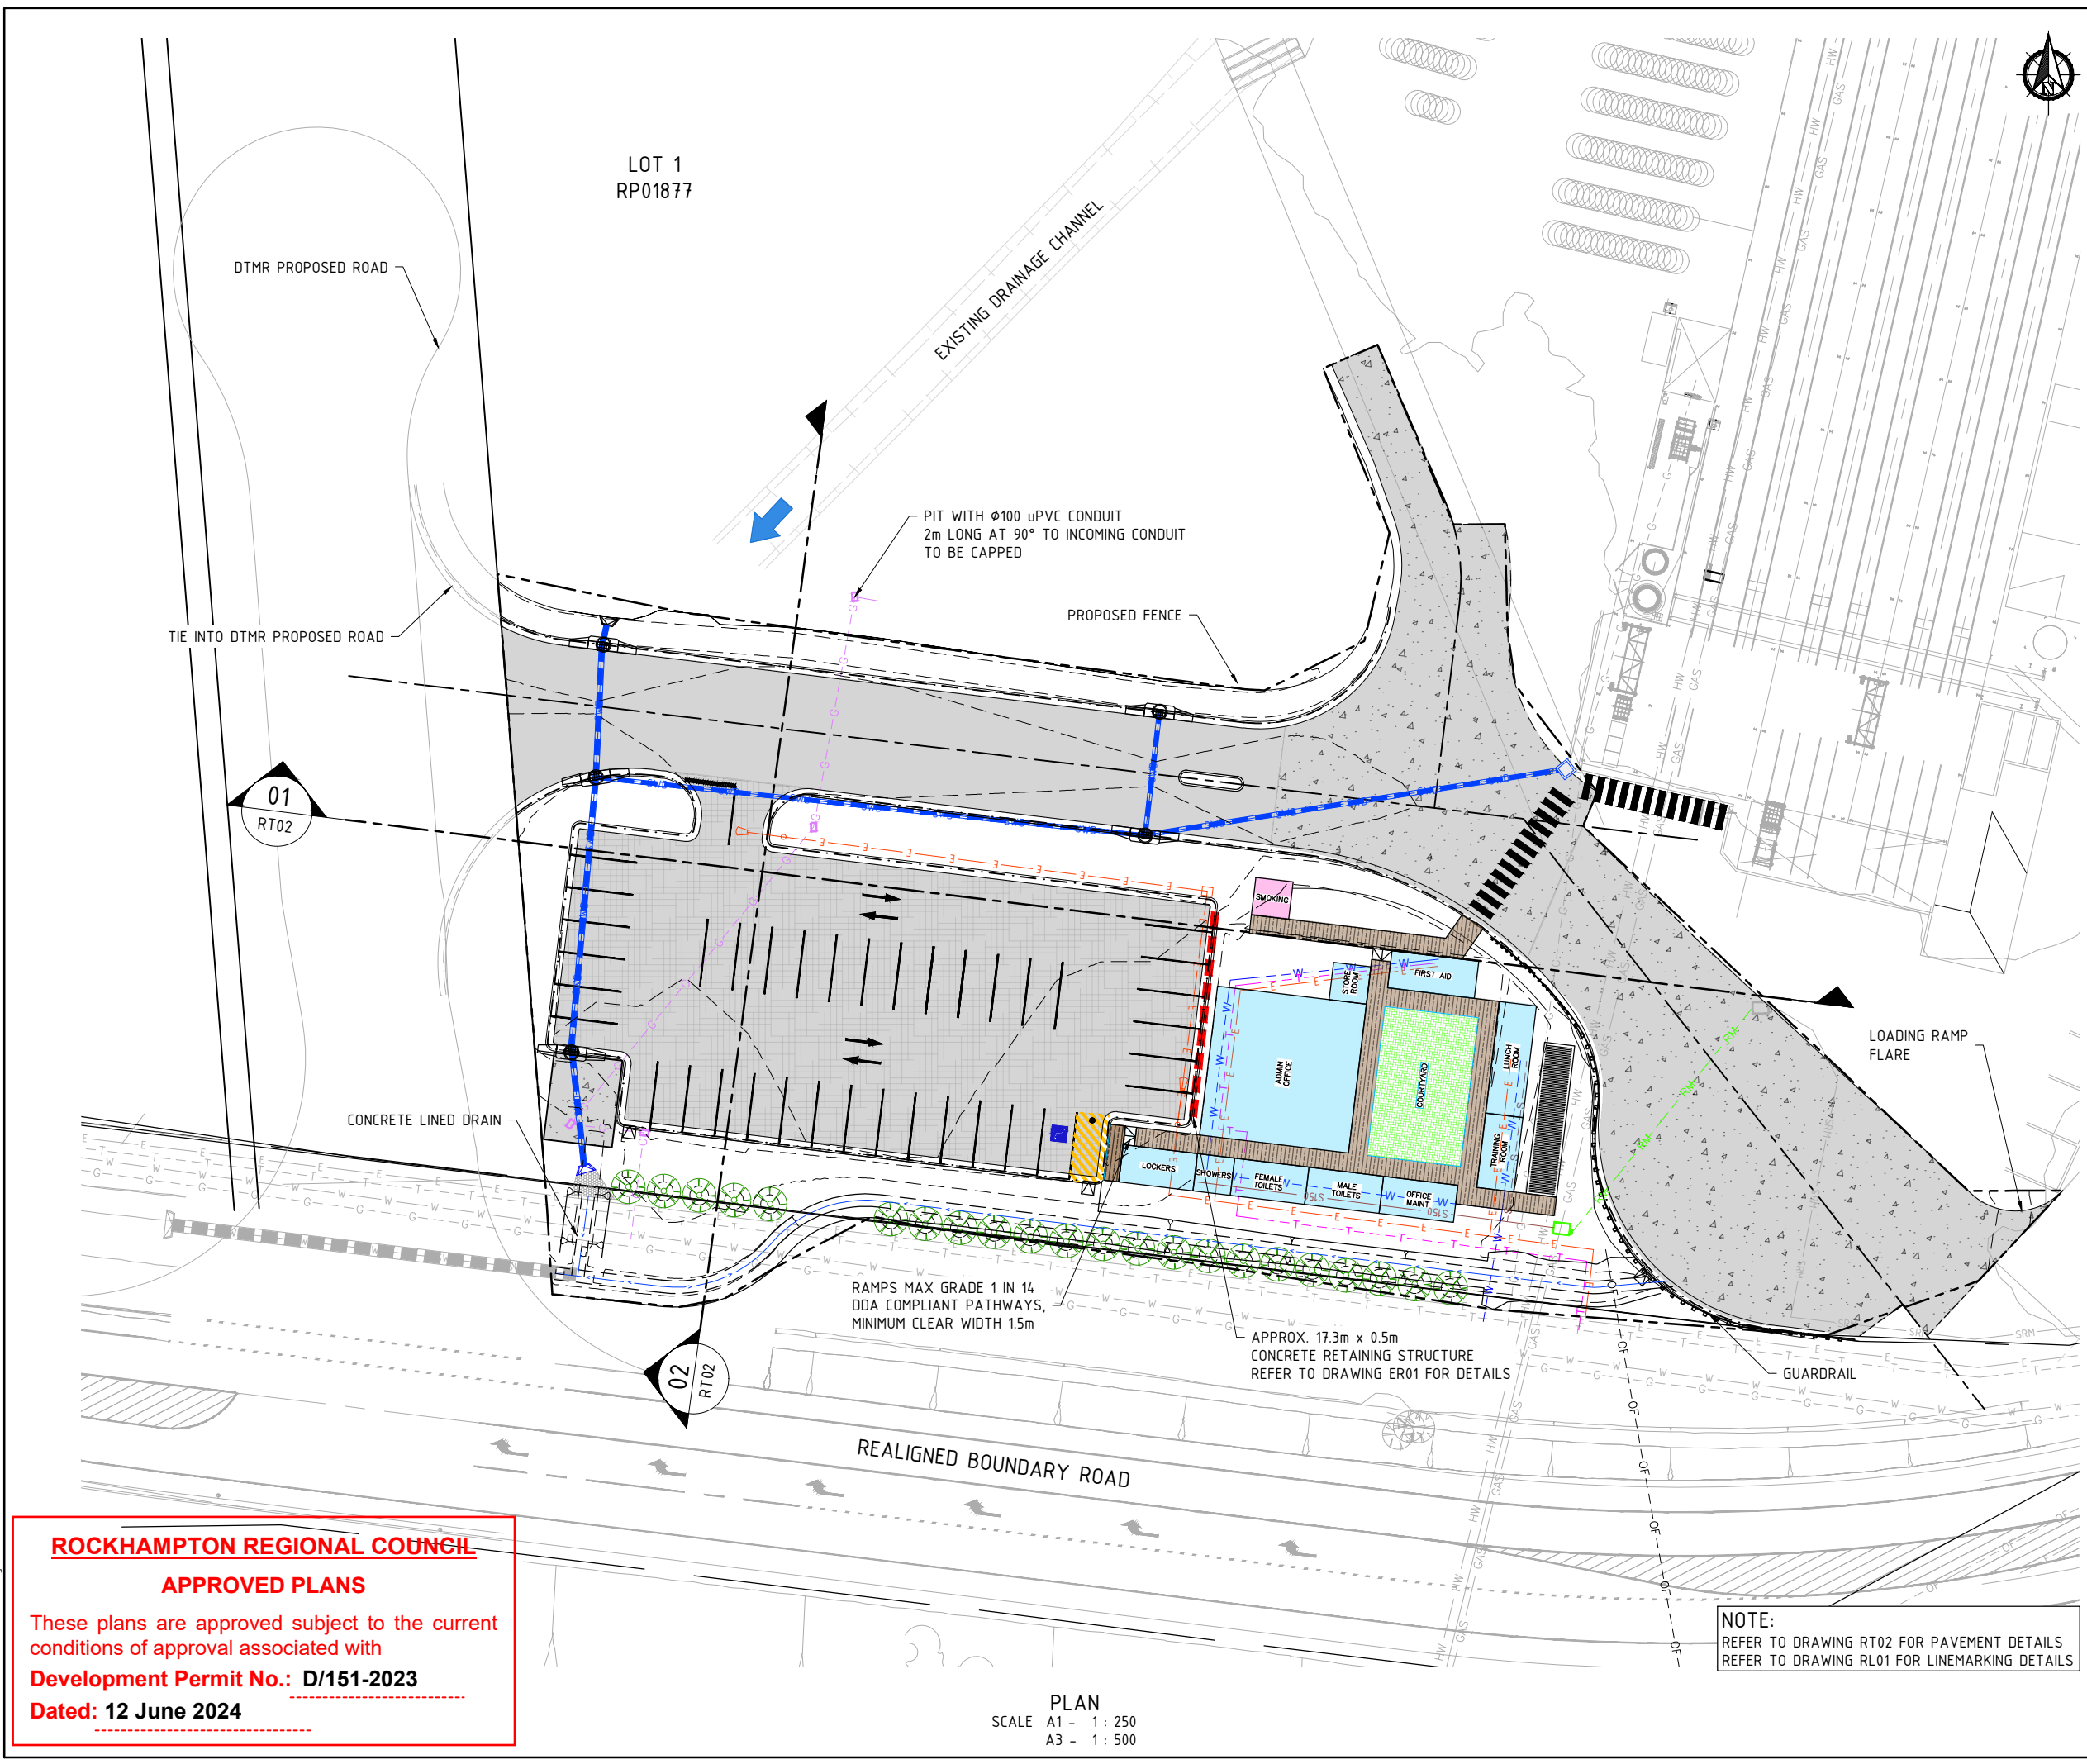 LOT 1
RP01877
DTMR PROPOSED ROAD
EXISTING DRAINAGE CHANNEL
PIT WITH Ø100 uPVC CONDUIT
2m LONG AT 90° TO INCOMING CONDUIT
TO BE CAPPED
PROPOSED FENCE
TIE INTO DTMR PROPOSED ROAD
01
RT02
SMOKING
STORE
ROOM
FIRST AID
ADMIN
OFFICE
COURTYARD
LUNCH
ROOM
TRAINING
ROOM
LOADING RAMP
FLARE
CONCRETE LINED DRAIN
LOCKERS
SHOWERS
FEMALE
TOILETS
MALE
TOILETS
OFFICE
MAINT
RAMPS MAX GRADE 1 IN 14
DDA COMPLIANT PATHWAYS,
MINIMUM CLEAR WIDTH 1.5m
APPROX. 17.3m x 0.5m
CONCRETE RETAINING STRUCTURE
REFER TO DRAWING ER01 FOR DETAILS
GUARDRAIL
02
RT02
REALIGNED BOUNDARY ROAD
ROCKHAMPTON REGIONAL COUNCIL
APPROVED PLANS
These plans are approved subject to the current
conditions of approval associated with
Development Permit No.: D/151-2023
Dated: 12 June 2024
NOTE:
REFER TO DRAWING RT02 FOR PAVEMENT DETAILS
REFER TO DRAWING RL01 FOR LINEMARKING DETAILS
PLAN
SCALE A1 - 1 : 250
A3 - 1 : 500